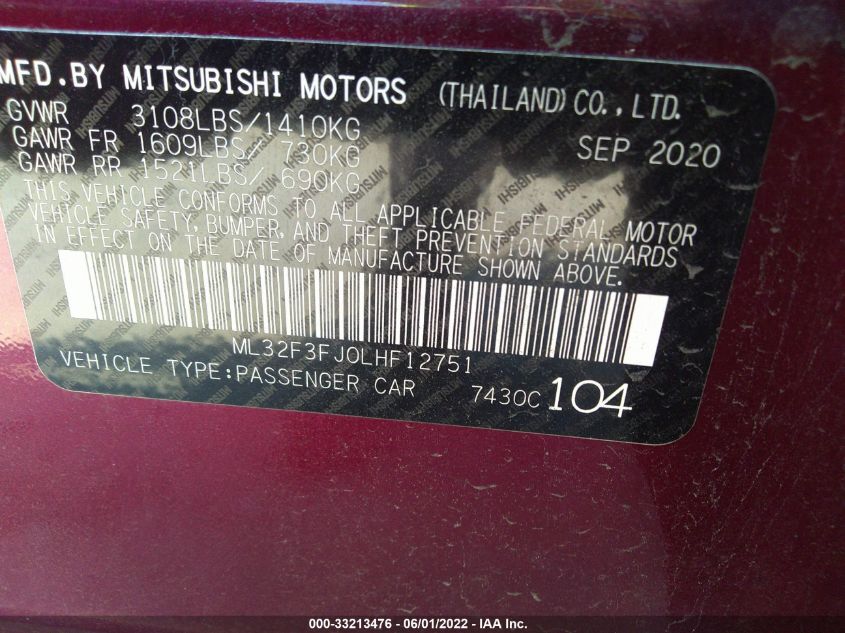 MFD.BY MITSUBISHI MOTORS (THAILAND) CO., LTD.
GVWR 3108LBS/1410KG SEP 2020
GAWR FR 1609LBS/ 730KG
GAWR RR 1521LBS/ 690KG
THIS VEHICLE CONFORMS TO ALL APPLICABLE FEDERAL MOTOR
VEHICLE SAFETY, BUMPER, AND THEFT PREVENTION STANDARDS
IN EFFECT ON THE DATE OF MANUFACTURE SHOWN ABOVE.
ML32F3FJ0LHF12751
VEHICLE TYPE:PASSENGER CAR 7430C 104
000-33213476 - 06/01/2022 - IAA Inc.